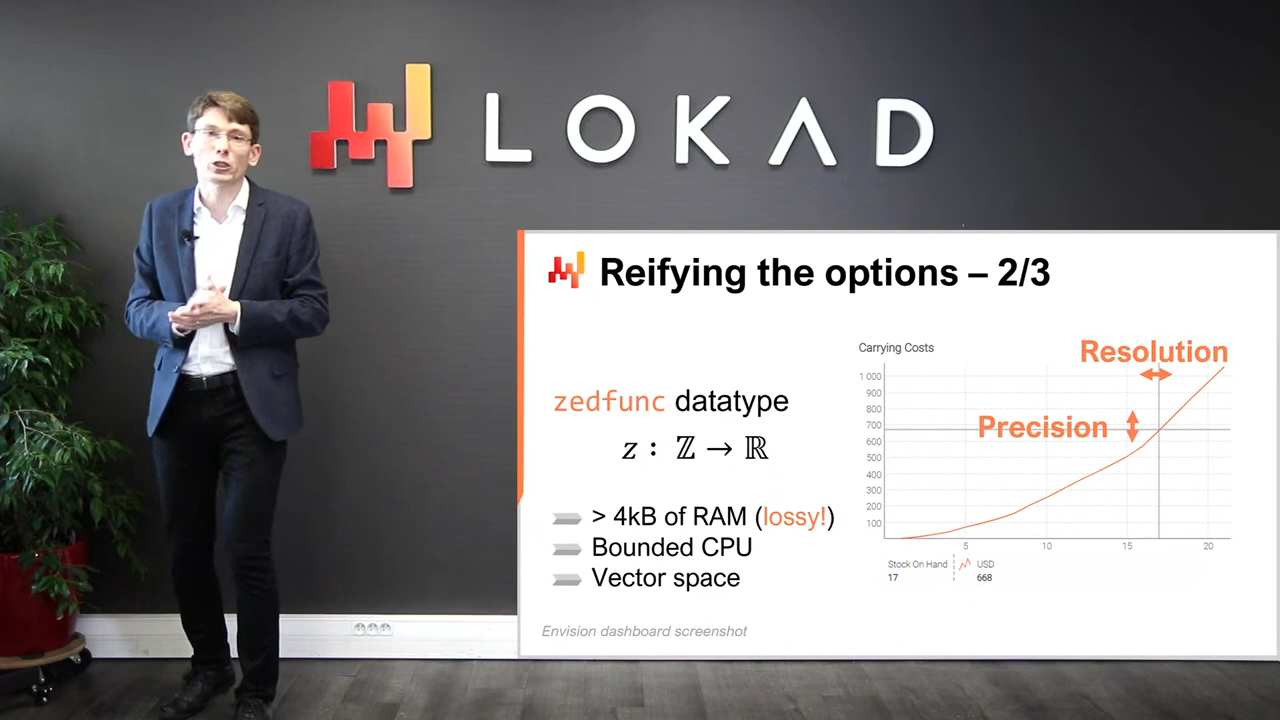 LOKAD
Reifying the options – 2/3
zedfunc datatype
z : ℤ → ℝ
> 4kB of RAM (lossy!)
Bounded CPU
Vector space
Envision dashboard screenshot
Carrying Costs
Resolution
Precision
1 000
900
800
700
600
500
400
300
200
100
5 10 15 20
Stock On Hand USD
17 668